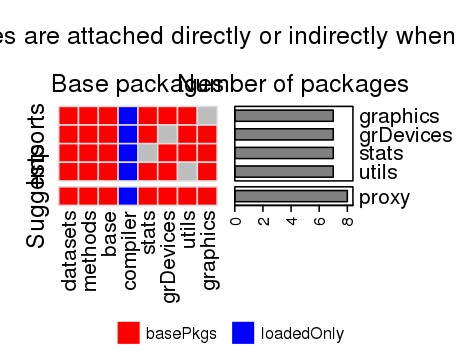 es are attached directly or indirectly when
Base packages
Number of packages
Imports
Suggests
graphics
grDevices
stats
utils
proxy
0 2 4 6 8
datasets
methods
base
compiler
stats
grDevices
utils
graphics
basePkgs
loadedOnly